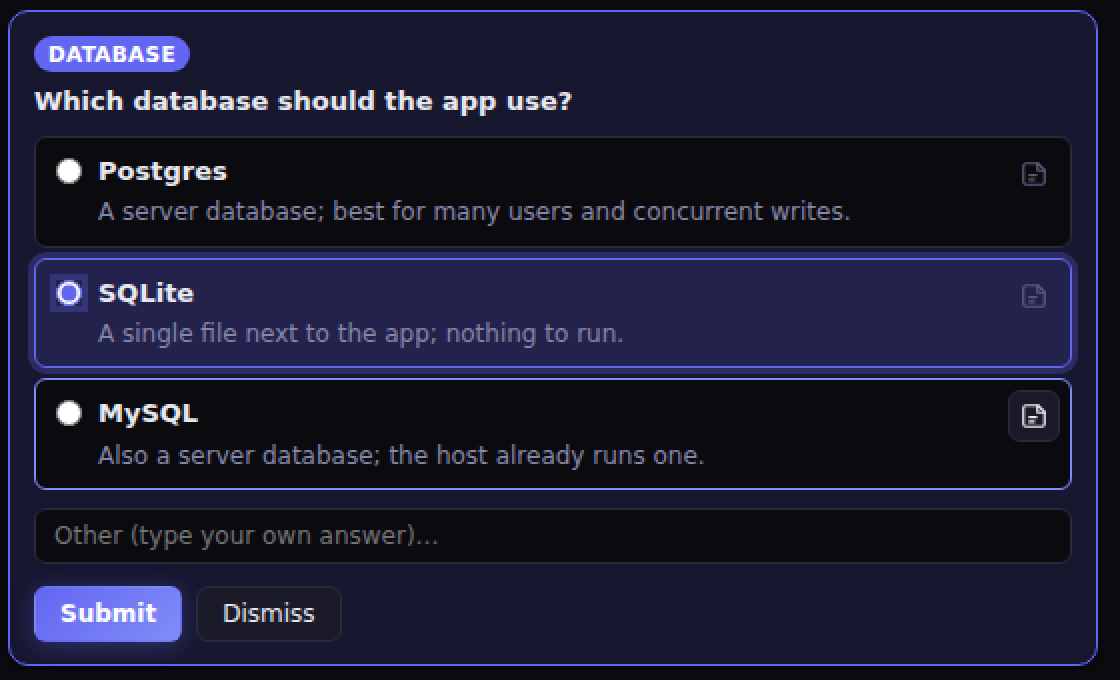 DATABASE
Which database should the app use?
Postgres
A server database; best for many users and concurrent writes.
SQLite
A single file next to the app; nothing to run.
MySQL
Also a server database; the host already runs one.
Other (type your own answer)...
Submit
Dismiss